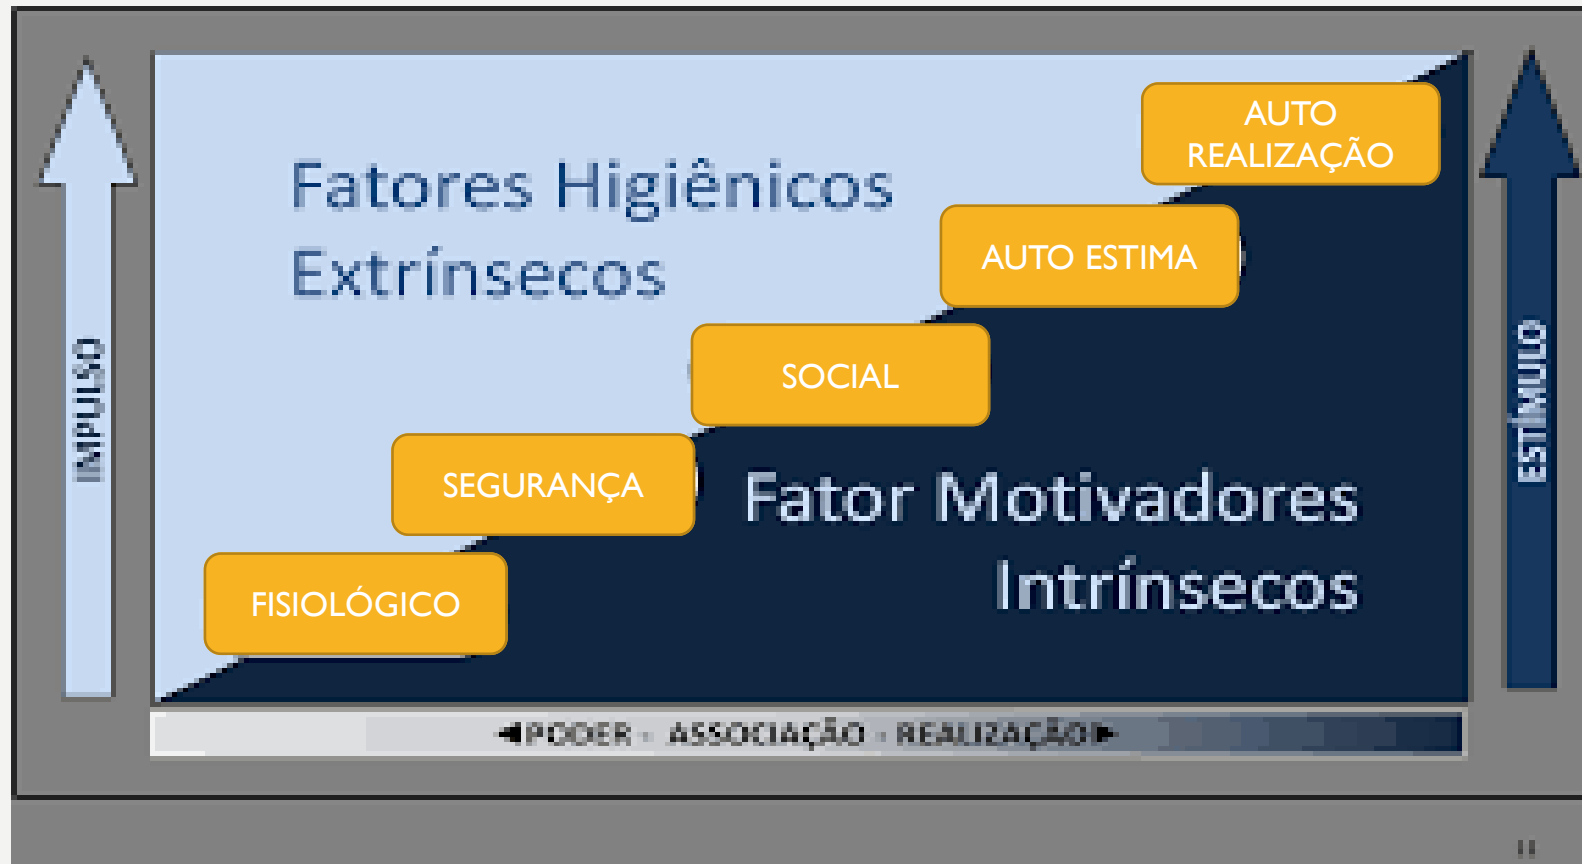 AUTO
REALIZAÇÃO
Fatores Higiênicos
Extrínsecos
AUTO ESTIMA
SOCIAL
IMPULSO
ESTÍMULO
SEGURANÇA
Fator Motivadores
Intrínsecos
FISIOLÓGICO
◄PODER - ASSOCIAÇÃO - REALIZAÇÃO►